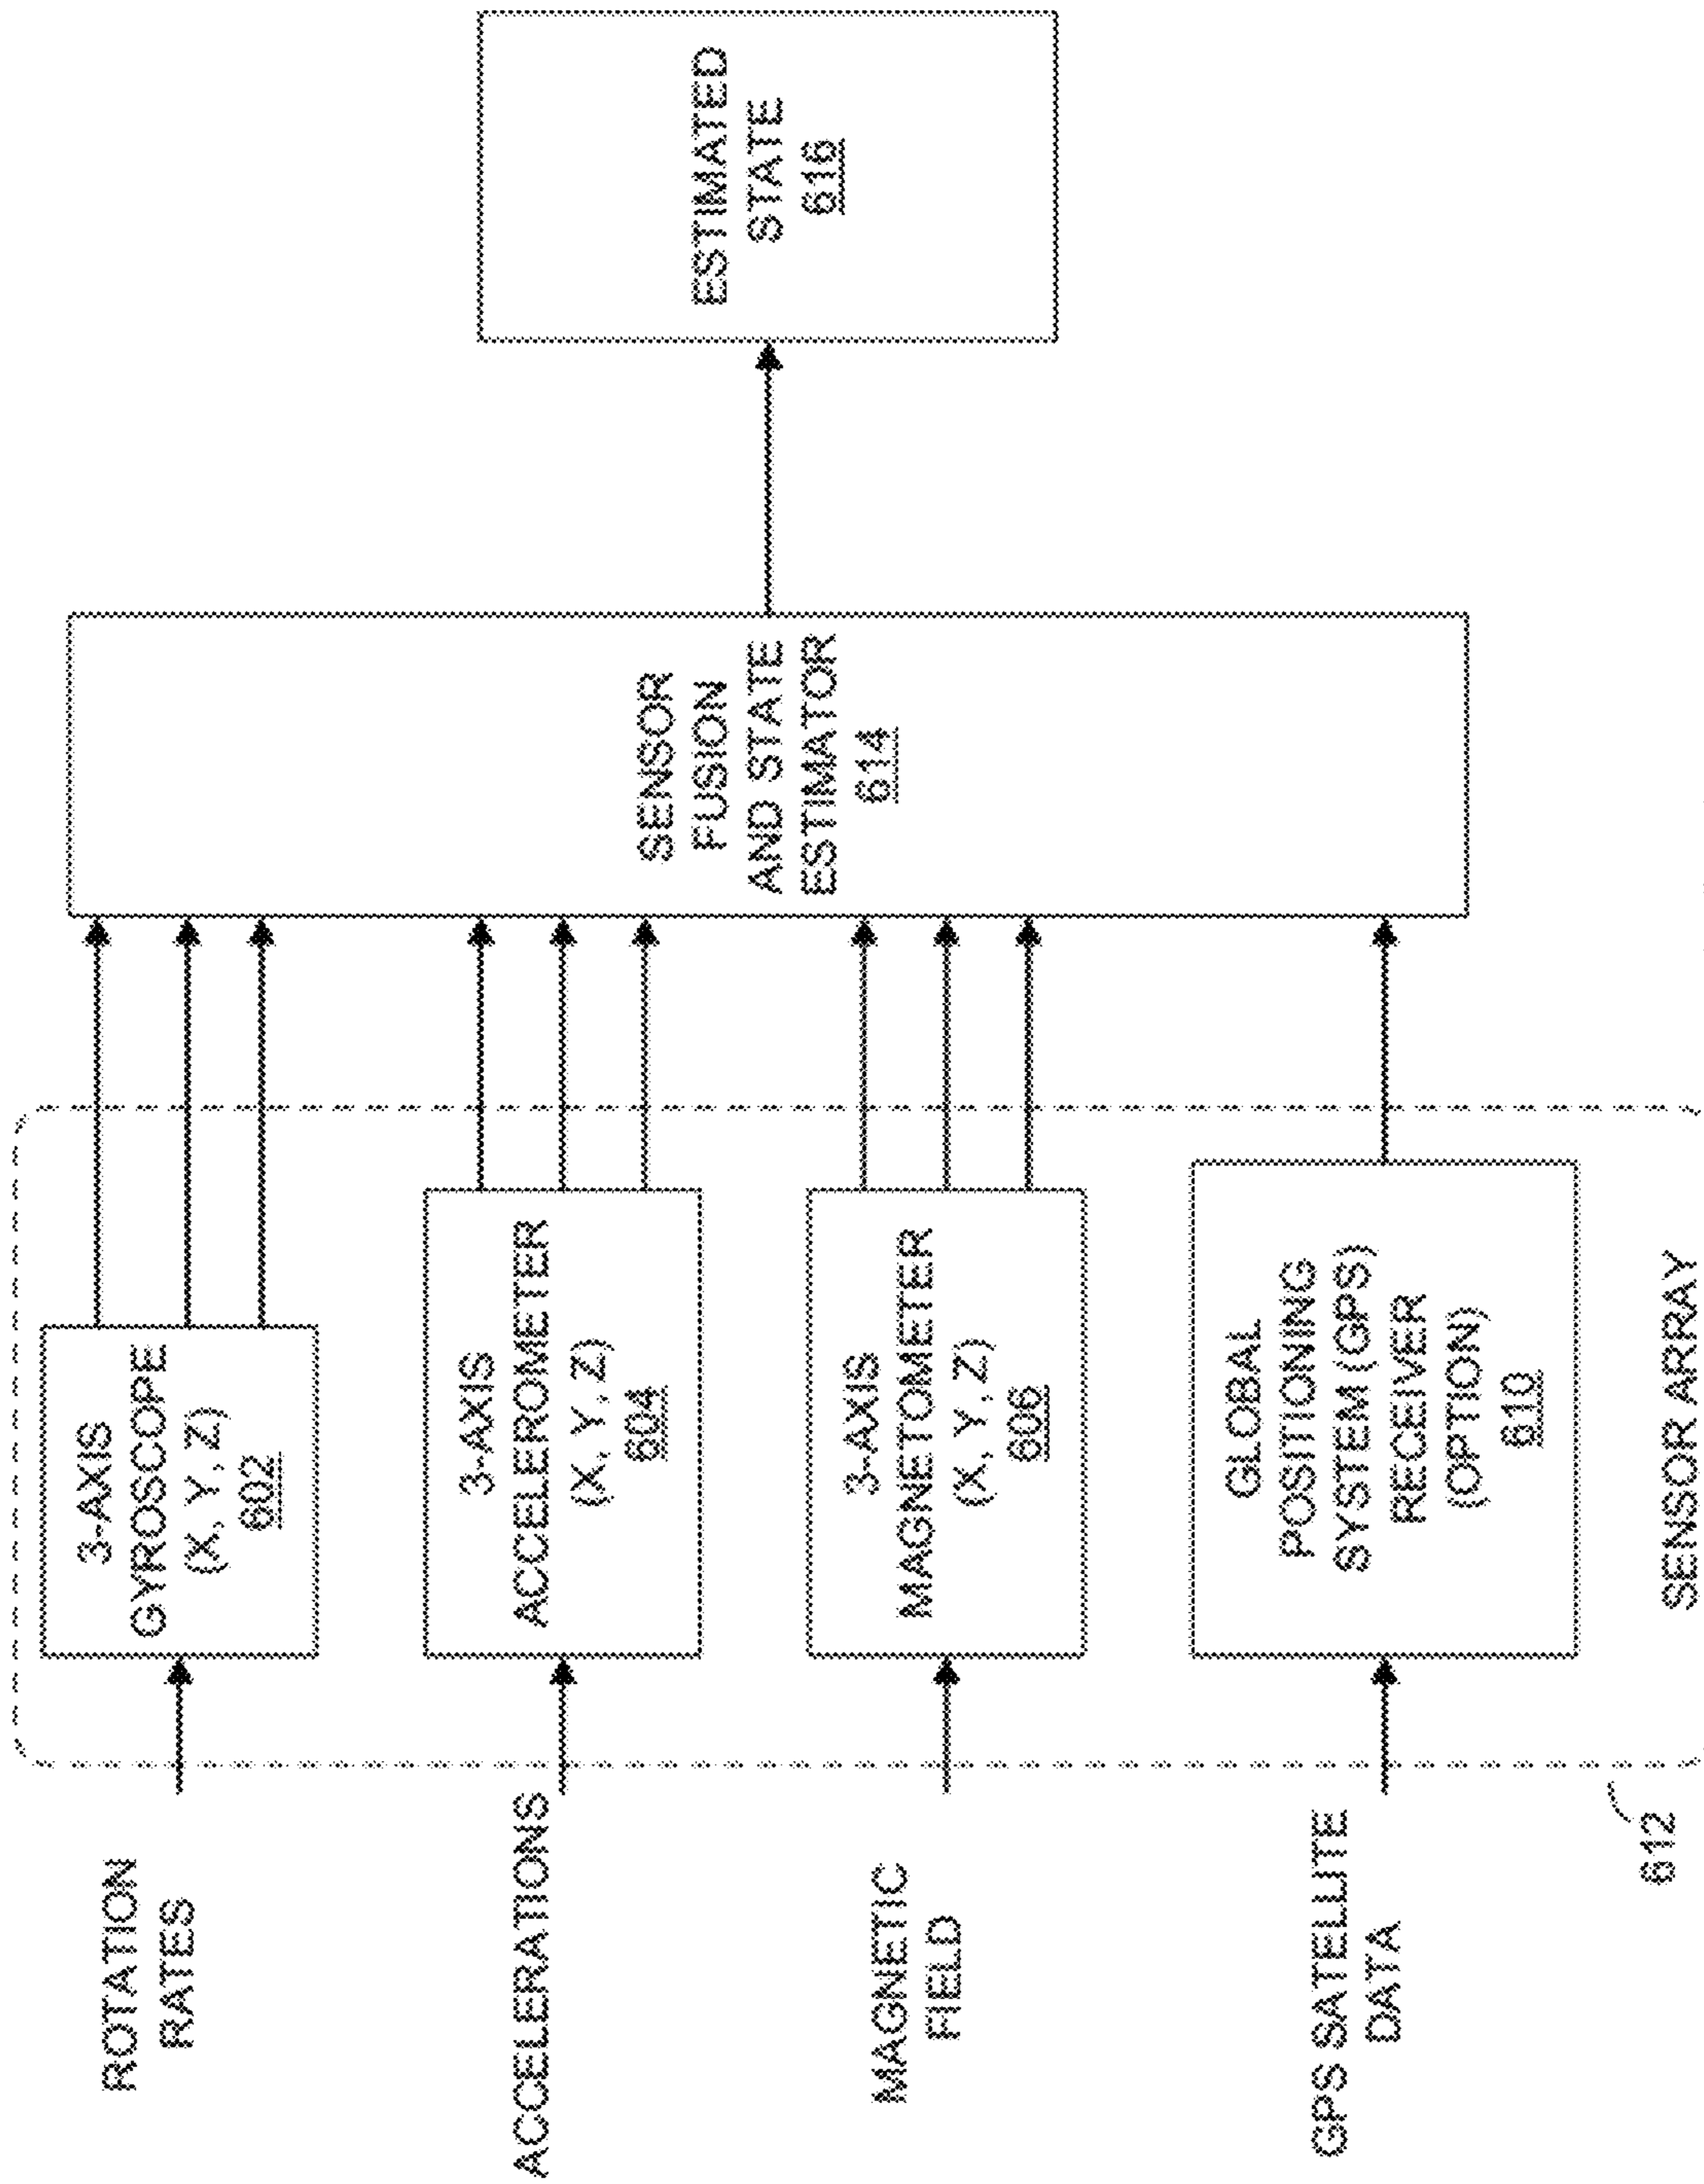 ROTATION
RATES
3-AXIS
GYROSCOPE
(X, Y, Z)
602
ACCELERATIONS
3-AXIS
ACCELEROMETER
(X, Y, Z)
604
MAGNETIC
FIELD
3-AXIS
MAGNETOMETER
(X, Y, Z)
606
GPS SATELLITE
DATA
GLOBAL
POSITIONING
SYSTEM (GPS)
RECEIVER
(OPTION)
610
612
SENSOR ARRAY
SENSOR
FUSION
AND STATE
ESTIMATOR
614
ESTIMATED
STATE
616